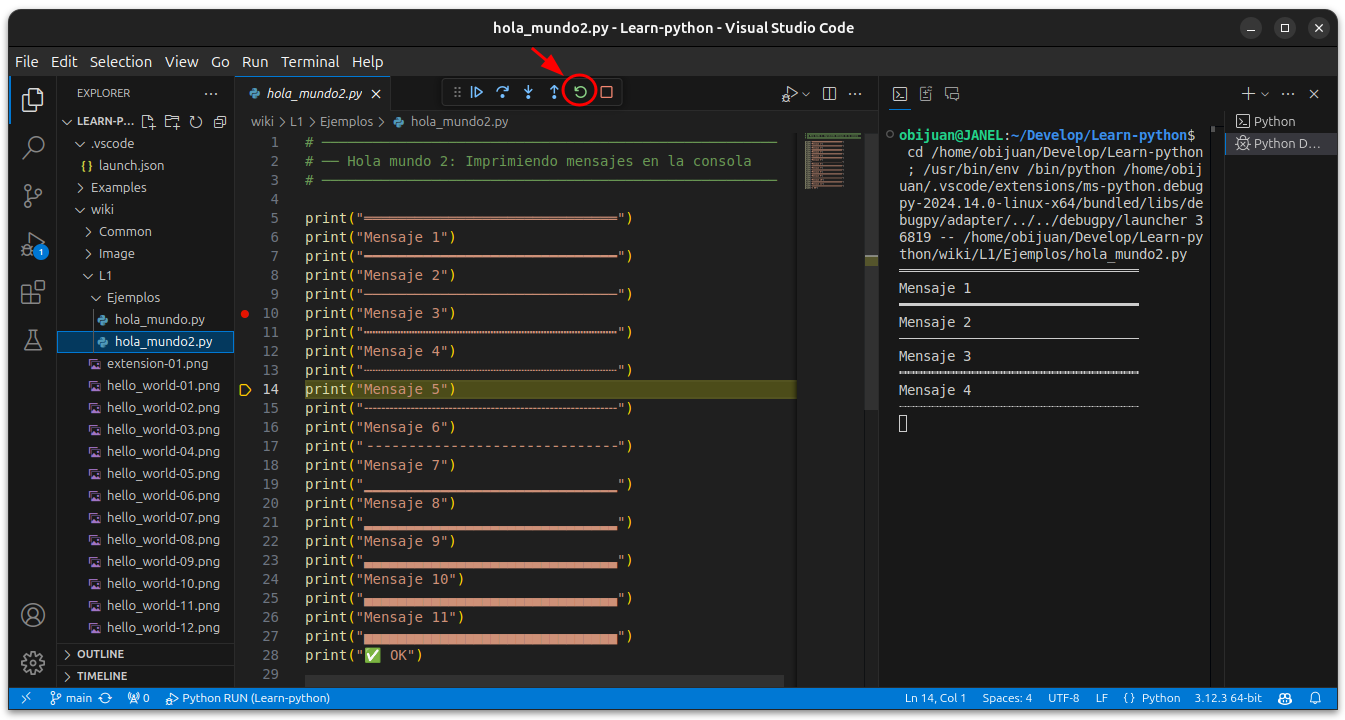 hola_mundo2.py - Learn-python - Visual Studio Code
File Edit Selection View Go Run Terminal Help
EXPLORER
LEARN-P...
.vscode
launch.json
Examples
wiki
Common
Image
L1
Ejemplos
hola_mundo.py
hola_mundo2.py
extension-01.png
hello_world-01.png
hello_world-02.png
hello_world-03.png
hello_world-04.png
hello_world-05.png
hello_world-06.png
hello_world-07.png
hello_world-08.png
hello_world-09.png
hello_world-10.png
hello_world-11.png
hello_world-12.png
OUTLINE
TIMELINE
1
hola_mundo2.py
wiki > L1 > Ejemplos > hola_mundo2.py
1 # ──────────────────────────────
2 # ── Hola mundo 2: Imprimiendo mensajes en la consola
3 # ──────────────────────────────
4
5 print("══════════════════════════════")
6 print("Mensaje 1")
7 print("━━━━━━━━━━━━━━━━━━━━━━━━━━━━━━")
8 print("Mensaje 2")
9 print("──────────────────────────────")
10 print("Mensaje 3")
11 print("┅┅┅┅┅┅┅┅┅┅┅┅┅┅┅┅┅┅┅┅┅┅┅┅┅┅┅┅┅┅")
12 print("Mensaje 4")
13 print("┄┄┄┄┄┄┄┄┄┄┄┄┄┄┄┄┄┄┄┄┄┄┄┄┄┄┄┄┄┄")
14 print("Mensaje 5")
15 print("╌╌╌╌╌╌╌╌╌╌╌╌╌╌╌╌╌╌╌╌╌╌╌╌╌╌╌╌╌╌")
16 print("Mensaje 6")
17 print("------------------------------")
18 print("Mensaje 7")
19 print("▁▁▁▁▁▁▁▁▁▁▁▁▁▁▁▁▁▁▁▁▁▁▁▁▁▁▁▁▁▁")
20 print("Mensaje 8")
21 print("▂▂▂▂▂▂▂▂▂▂▂▂▂▂▂▂▂▂▂▂▂▂▂▂▂▂▂▂▂▂")
22 print("Mensaje 9")
23 print("▃▃▃▃▃▃▃▃▃▃▃▃▃▃▃▃▃▃▃▃▃▃▃▃▃▃▃▃▃▃")
24 print("Mensaje 10")
25 print("▄▄▄▄▄▄▄▄▄▄▄▄▄▄▄▄▄▄▄▄▄▄▄▄▄▄▄▄▄▄")
26 print("Mensaje 11")
27 print("▅▅▅▅▅▅▅▅▅▅▅▅▅▅▅▅▅▅▅▅▅▅▅▅▅▅▅▅▅▅")
28 print("✅ OK")
29
obijuan@JANEL:~/Develop/Learn-python$
cd /home/obijuan/Develop/Learn-python
; /usr/bin/env /bin/python /home/obij
uan/.vscode/extensions/ms-python.debug
py-2024.14.0-linux-x64/bundled/libs/de
bugpy/adapter/../../debugpy/launcher 3
6819 -- /home/obijuan/Develop/Learn-py
thon/wiki/L1/Ejemplos/hola_mundo2.py
══════════════════════════════
Mensaje 1
━━━━━━━━━━━━━━━━━━━━━━━━━━━━━━
Mensaje 2
──────────────────────────────
Mensaje 3
┅┅┅┅┅┅┅┅┅┅┅┅┅┅┅┅┅┅┅┅┅┅┅┅┅┅┅┅┅┅
Mensaje 4
┄┄┄┄┄┄┄┄┄┄┄┄┄┄┄┄┄┄┄┄┄┄┄┄┄┄┄┄┄┄
Python
Python D...
main 0 Python RUN (Learn-python) Ln 14, Col 1 Spaces: 4 UTF-8 LF {} Python 3.12.3 64-bit